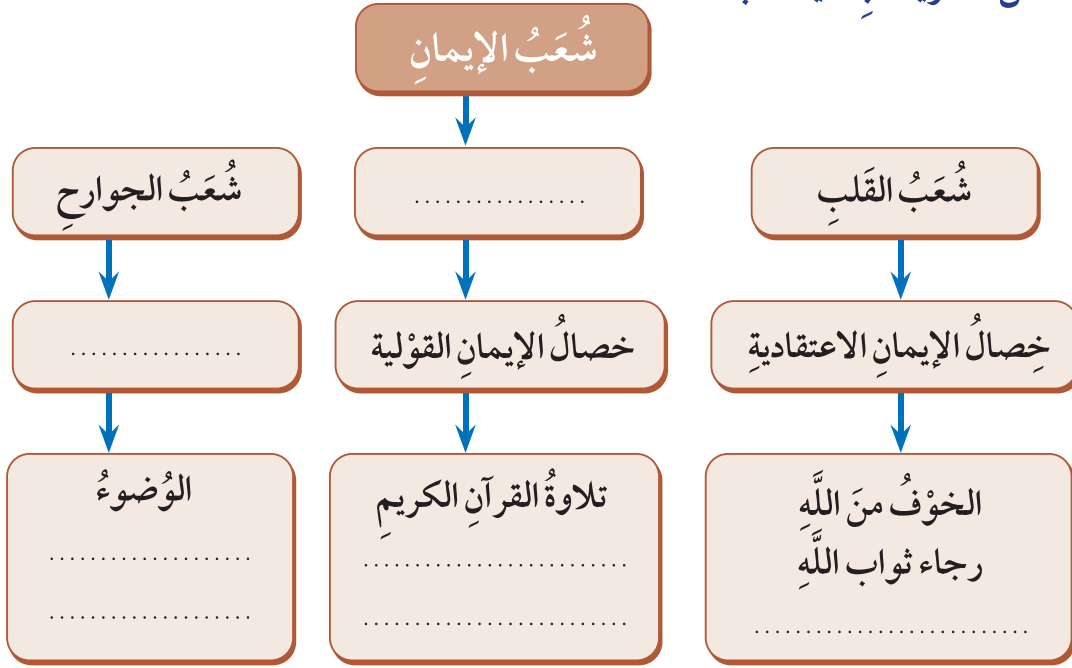 شُعَبُ الإيمانِ
شُعَبُ القَلبِ
................
شُعَبُ الجوارحِ
خِصالُ الإيمانِ الاعتقاديةِ
خصالُ الإيمانِ القوْلية
................
الخوْفُ منَ اللَّهِ
رجاء ثواب اللَّهِ
..........................
تلاوةُ القرآنِ الكريمِ
..........................
..........................
الوُضوءُ
....................
....................